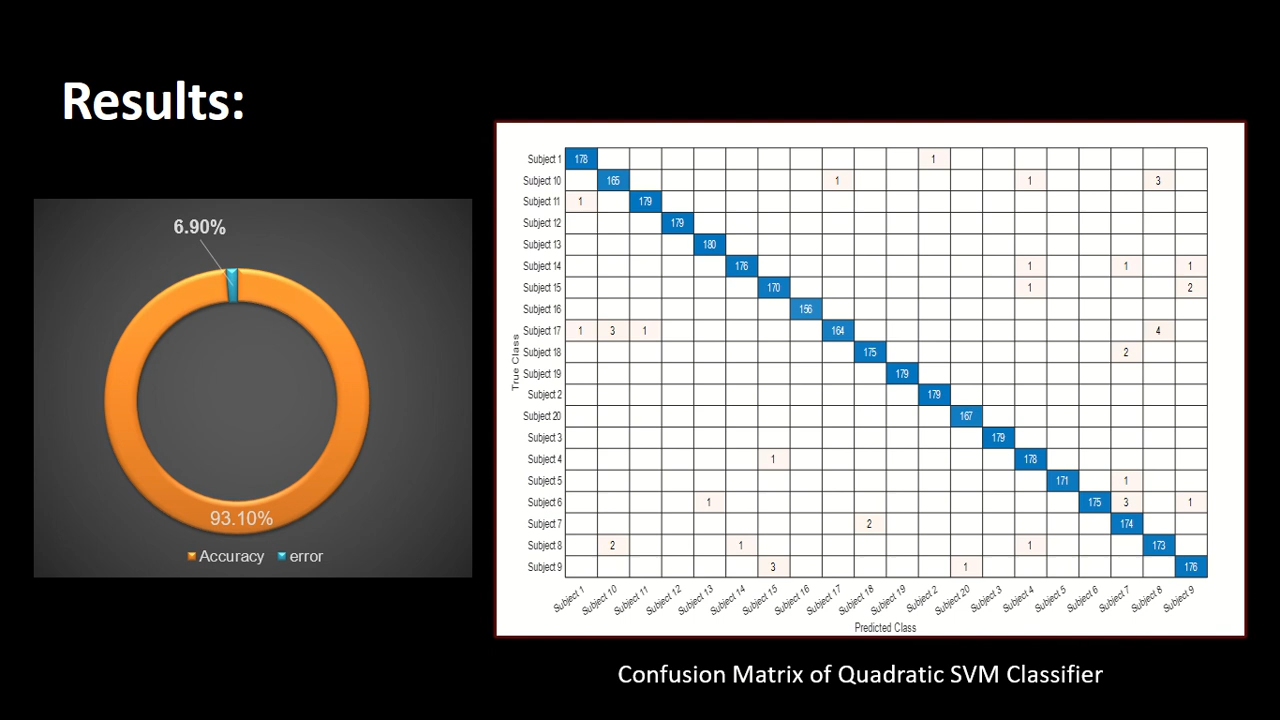 Results:
6.90%
93.10%
Accuracy error
Subject 1 178 1
Subject 10 165 1 1 3
Subject 11 1 179
Subject 12 179
Subject 13 180
Subject 14 176 1 1 1
Subject 15 170 1 2
Subject 16 156
Subject 17 1 3 1 164 4
Subject 18 175 2
Subject 19 179
Subject 2 179
Subject 20 167
Subject 3 179
Subject 4 1 178
Subject 5 171 1
Subject 6 1 175 3 1
Subject 7 2 174
Subject 8 2 1 1 173
Subject 9 3 1 176
True Class
Subject 1 Subject 10 Subject 11 Subject 12 Subject 13 Subject 14 Subject 15 Subject 16 Subject 17 Subject 18 Subject 19 Subject 2 Subject 20 Subject 3 Subject 4 Subject 5 Subject 6 Subject 7 Subject 8 Subject 9
Predicted Class
Confusion Matrix of Quadratic SVM Classifier